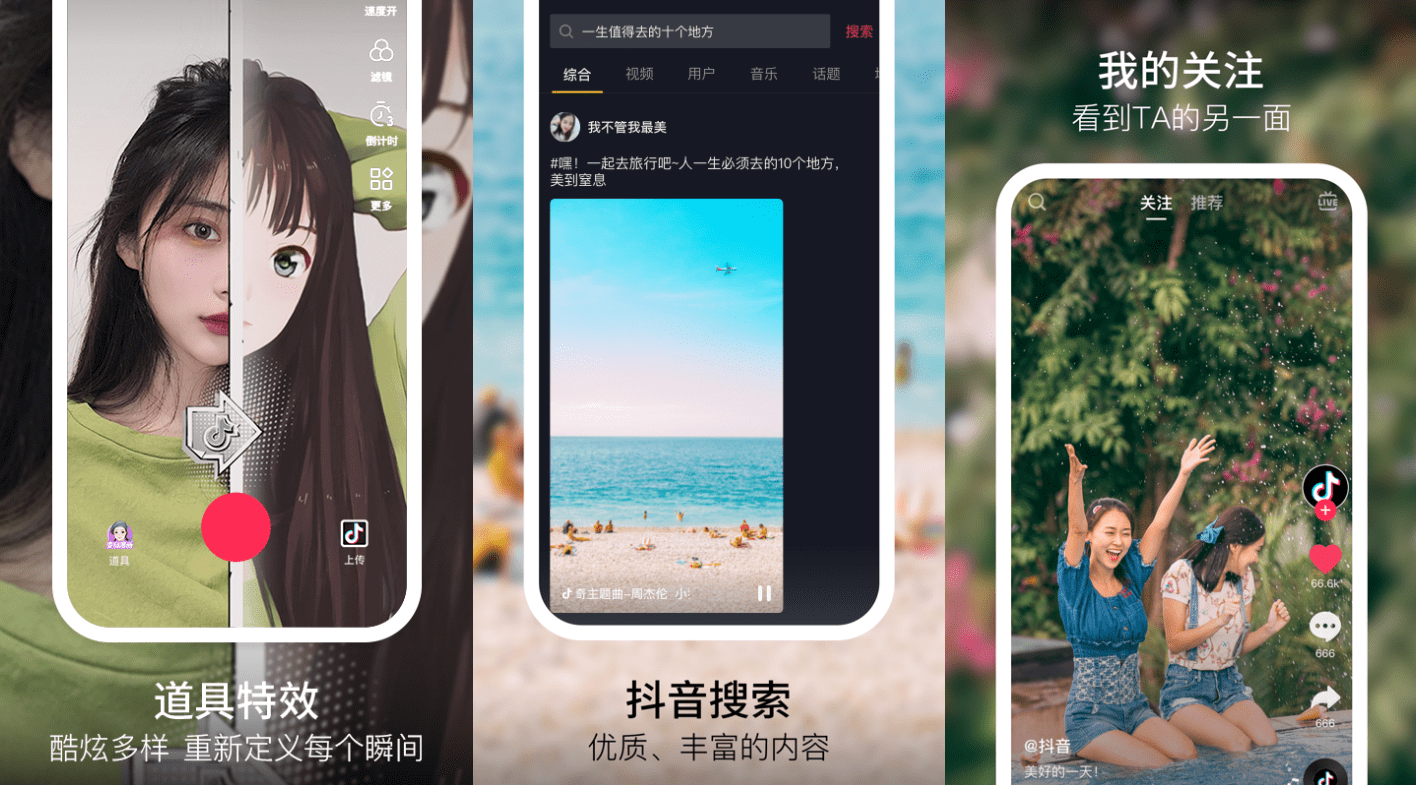 速度开
滤镜
3
倒计时
更多
变身漫画
道具
上传
道具特效
酷炫多样 重新定义每个瞬间
一生值得去的十个地方
搜索
综合
视频
用户
音乐
话题
我不管我最美
#嘿！一起去旅行吧~人一生必须去的10个地方，
美到窒息
奇主题曲-周杰伦 小
抖音搜索
优质、丰富的内容
我的关注
看到TA的另一面
关注
推荐
LIVE
66.6k
666
666
@抖音
美好的一天!